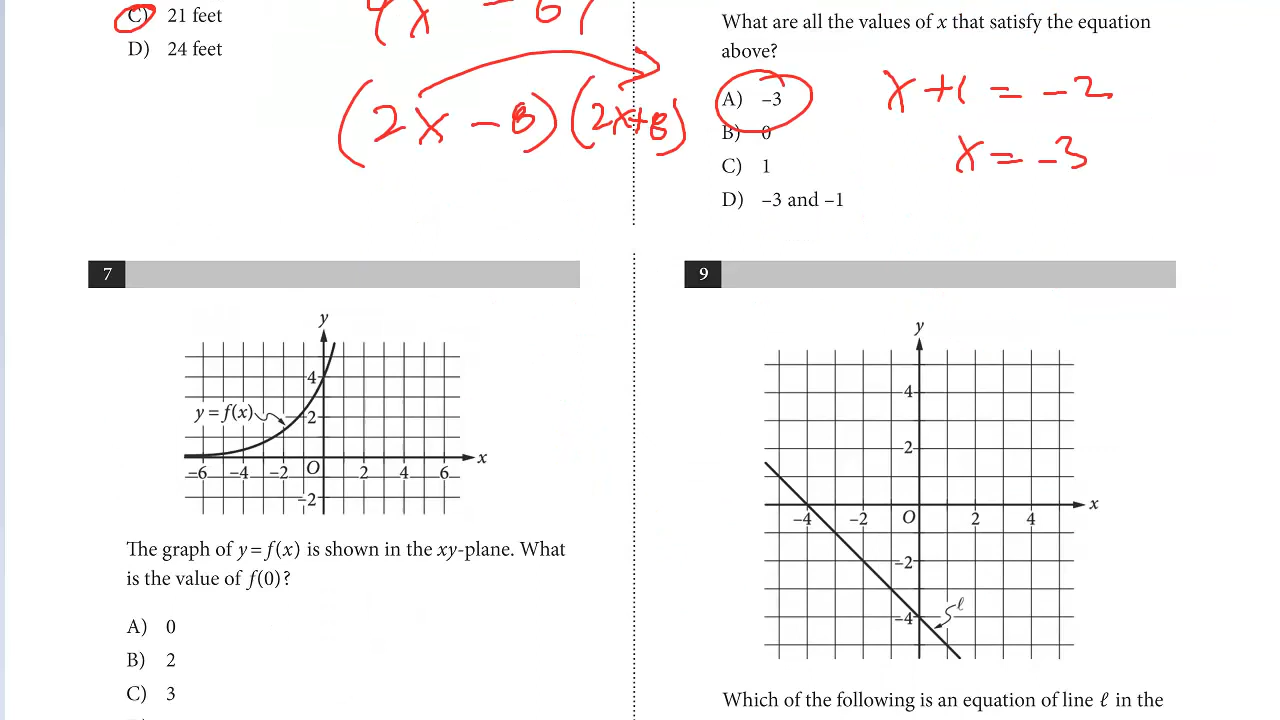 C) 21 feet
D) 24 feet
(2x – 8)(2x+8)
What are all the values of x that satisfy the equation
above?
A) –3
B) 0
C) 1
D) –3 and –1
x+1 = -2
x = -3
7
y
4
2
y = f(x)
–6 –4 –2 O 2 4 6 x
–2
The graph of y = f(x) is shown in the xy-plane. What
is the value of f(0)?
A) 0
B) 2
C) 3
9
y
4
2
–4 –2 O 2 4 x
–2
–4
ℓ
Which of the following is an equation of line ℓ in the